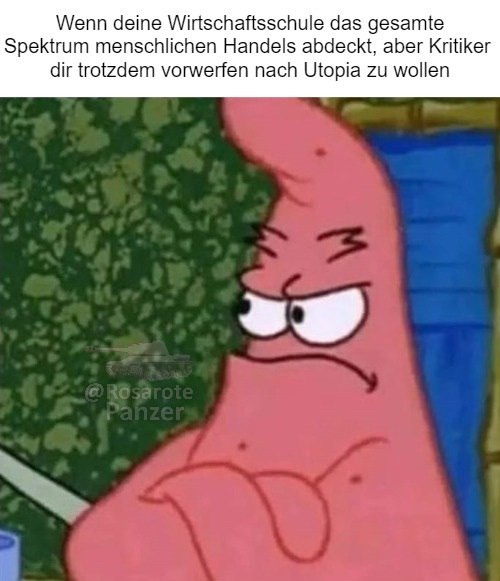 Wenn deine Wirtschaftsschule das gesamte
Spektrum menschlichen Handels abdeckt, aber Kritiker
dir trotzdem vorwerfen nach Utopia zu wollen
@Rosarote
Panzer